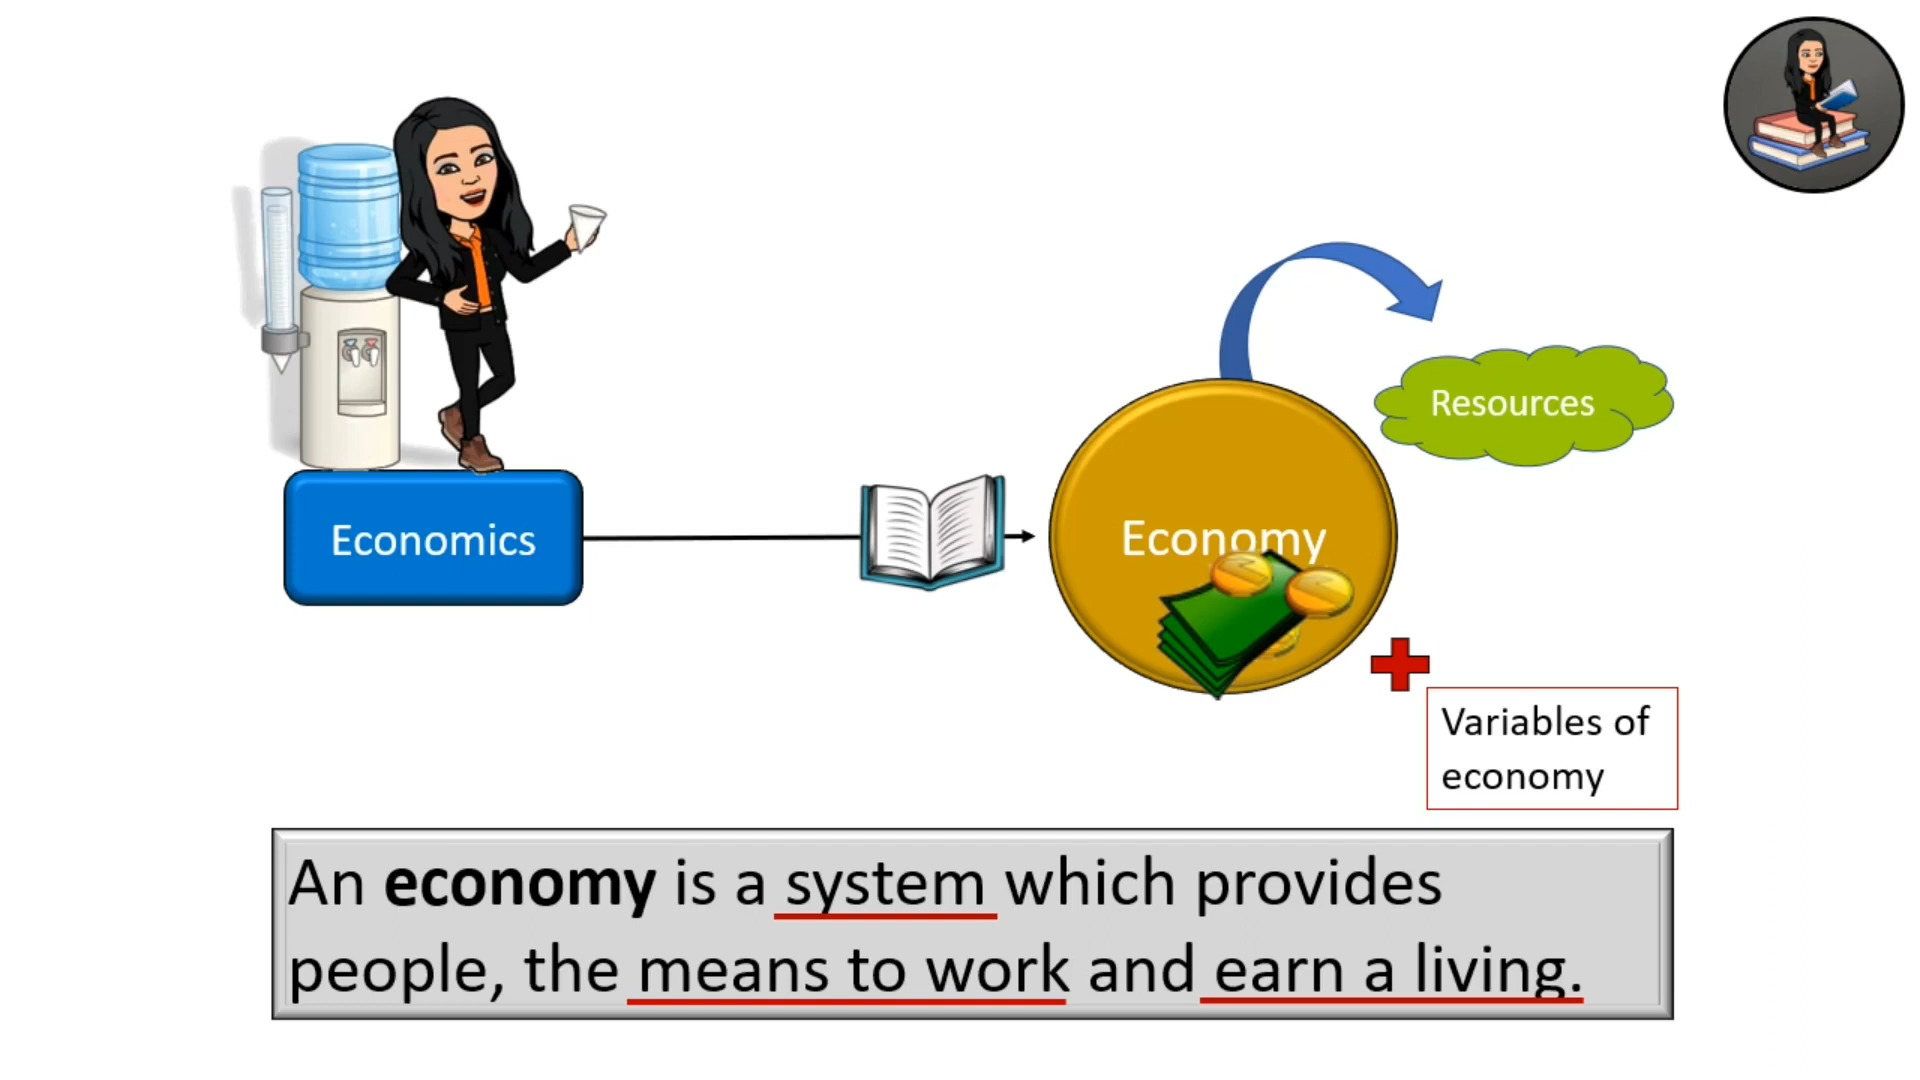 Resources
Economics
Economy
Variables of
economy
An economy is a system which provides
people, the means to work and earn a living.